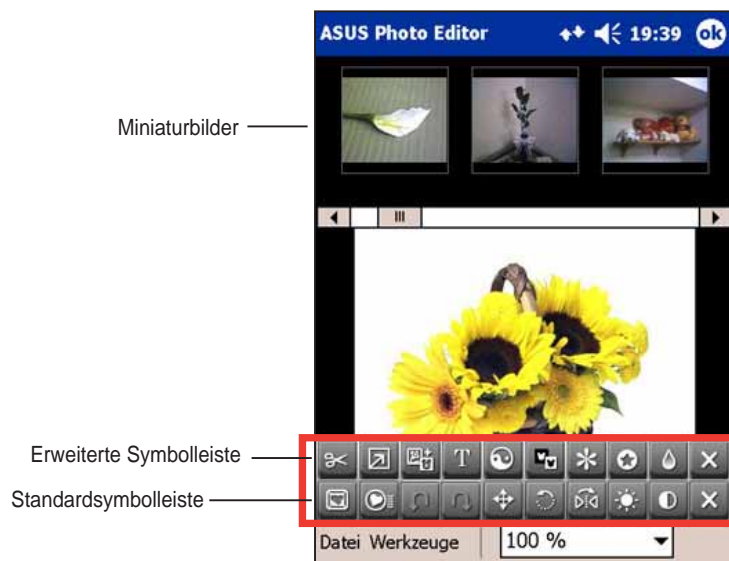 ASUS Photo Editor 19:39 ok
Miniaturbilder
Erweiterte Symbolleiste
T
Standardsymbolleiste
Datei Werkzeuge 100 %